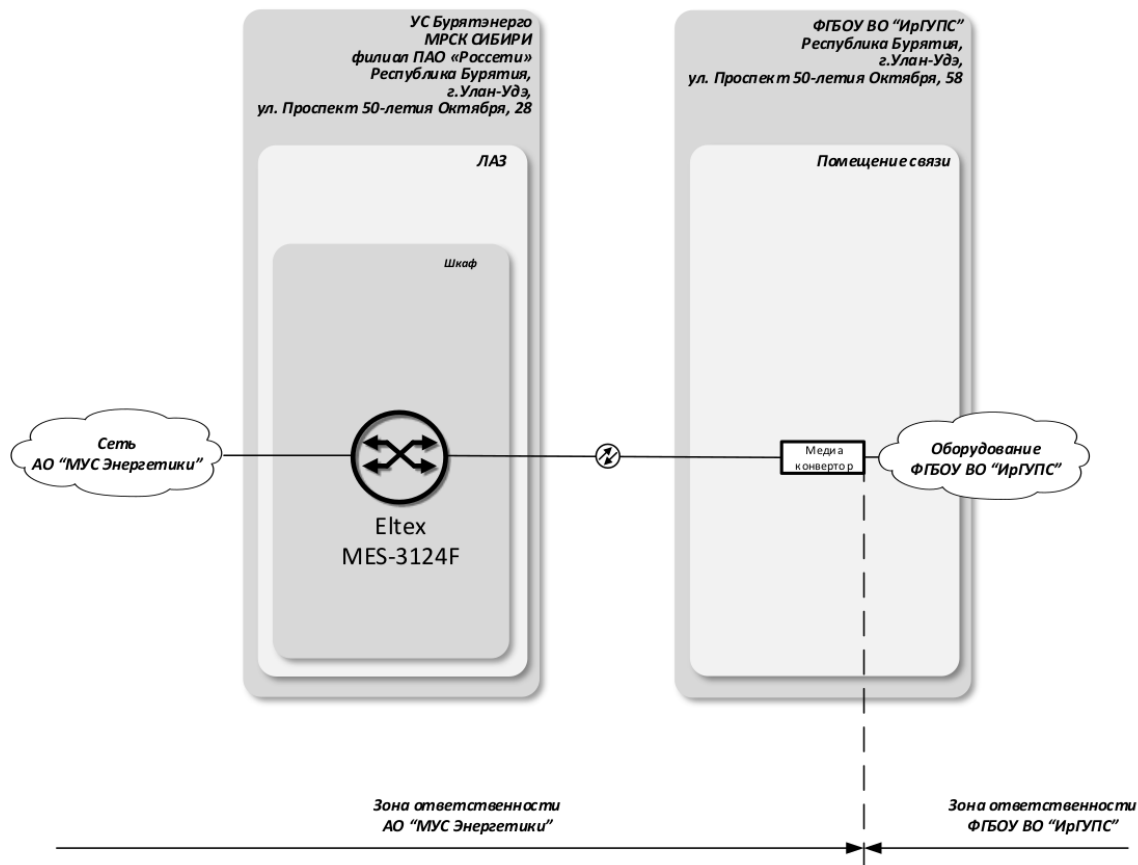 УС Бурятэнерго
МРСК СИБИРИ
филиал ПАО «Россети»
Республика Бурятия,
г.Улан-Удэ,
ул. Проспект 50-летия Октября, 28
ФГБОУ ВО “ИрГУПС”
Республика Бурятия,
г.Улан-Удэ,
ул. Проспект 50-летия Октября, 58
ЛАЗ
Помещение связи
Шкаф
Сеть
АО “МУС Энергетики”
Eltex
MES-3124F
Медиа
конвертор
Оборудование
ФГБОУ ВО “ИрГУПС”
Зона ответственности
АО “МУС Энергетики”
Зона ответственности
ФГБОУ ВО “ИрГУПС”